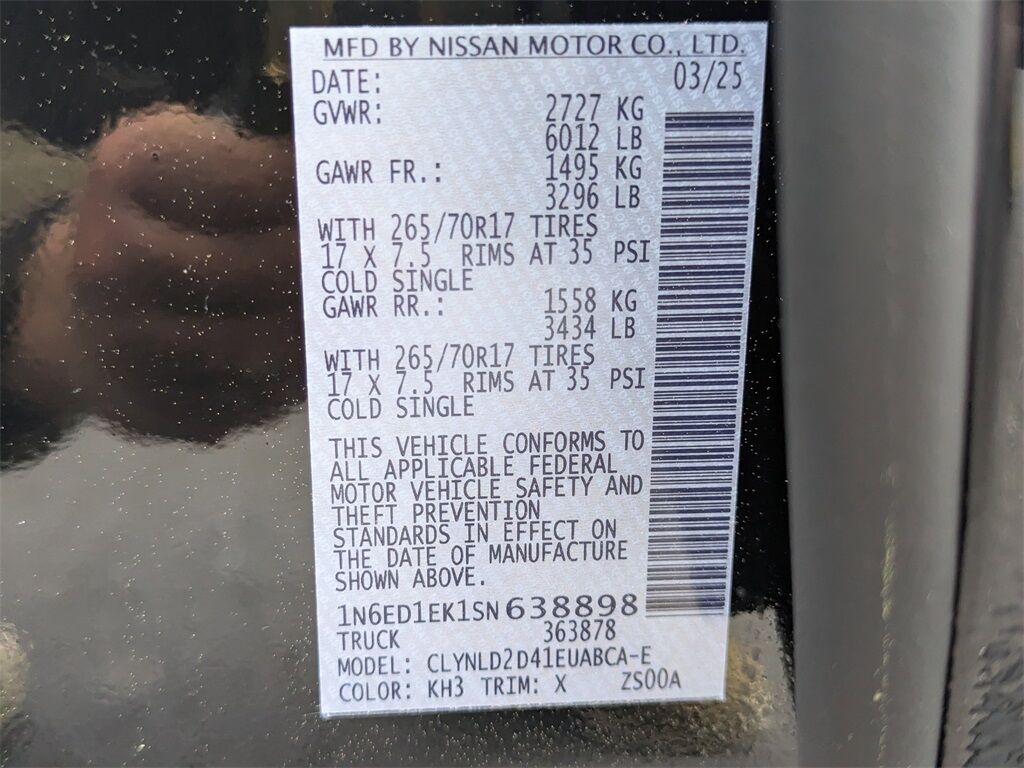 MFD BY NISSAN MOTOR CO., LTD.
DATE: 03/25
GVWR: 2727 KG
6012 LB
GAWR FR.: 1495 KG
3296 LB
WITH 265/70R17 TIRES
17 X 7.5 RIMS AT 35 PSI
COLD SINGLE
GAWR RR.: 1558 KG
3434 LB
WITH 265/70R17 TIRES
17 X 7.5 RIMS AT 35 PSI
COLD SINGLE
THIS VEHICLE CONFORMS TO
ALL APPLICABLE FEDERAL
MOTOR VEHICLE SAFETY AND
THEFT PREVENTION
STANDARDS IN EFFECT ON
THE DATE OF MANUFACTURE
SHOWN ABOVE.
1N6ED1EK1SN638898
TRUCK 363878
MODEL: CLYNLD2D41EUABCA-E
COLOR: KH3 TRIM: X ZS00A